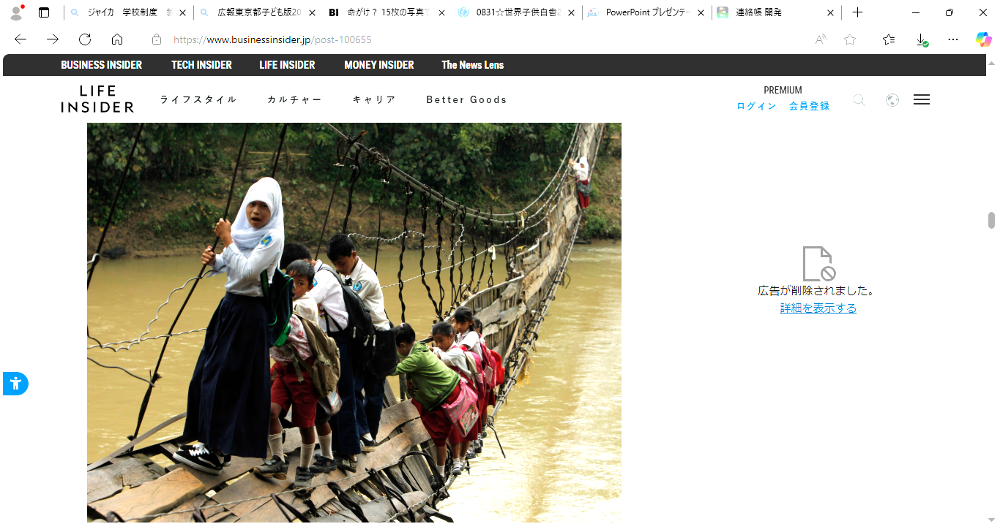 ジャイカ 学校制度
広報東京都子ども版20
BI 命がけ？ 15枚の写真で
0831☆世界子供白書2
JICA PowerPoint プレゼンテー
連絡帳 開発
https://www.businessinsider.jp/post-100655
BUSINESS INSIDER TECH INSIDER LIFE INSIDER MONEY INSIDER The News Lens
LIFE
INSIDER
ライフスタイル カルチャー キャリア Better Goods
PREMIUM
ログイン 会員登録
広告が削除されました。
詳細を表示する